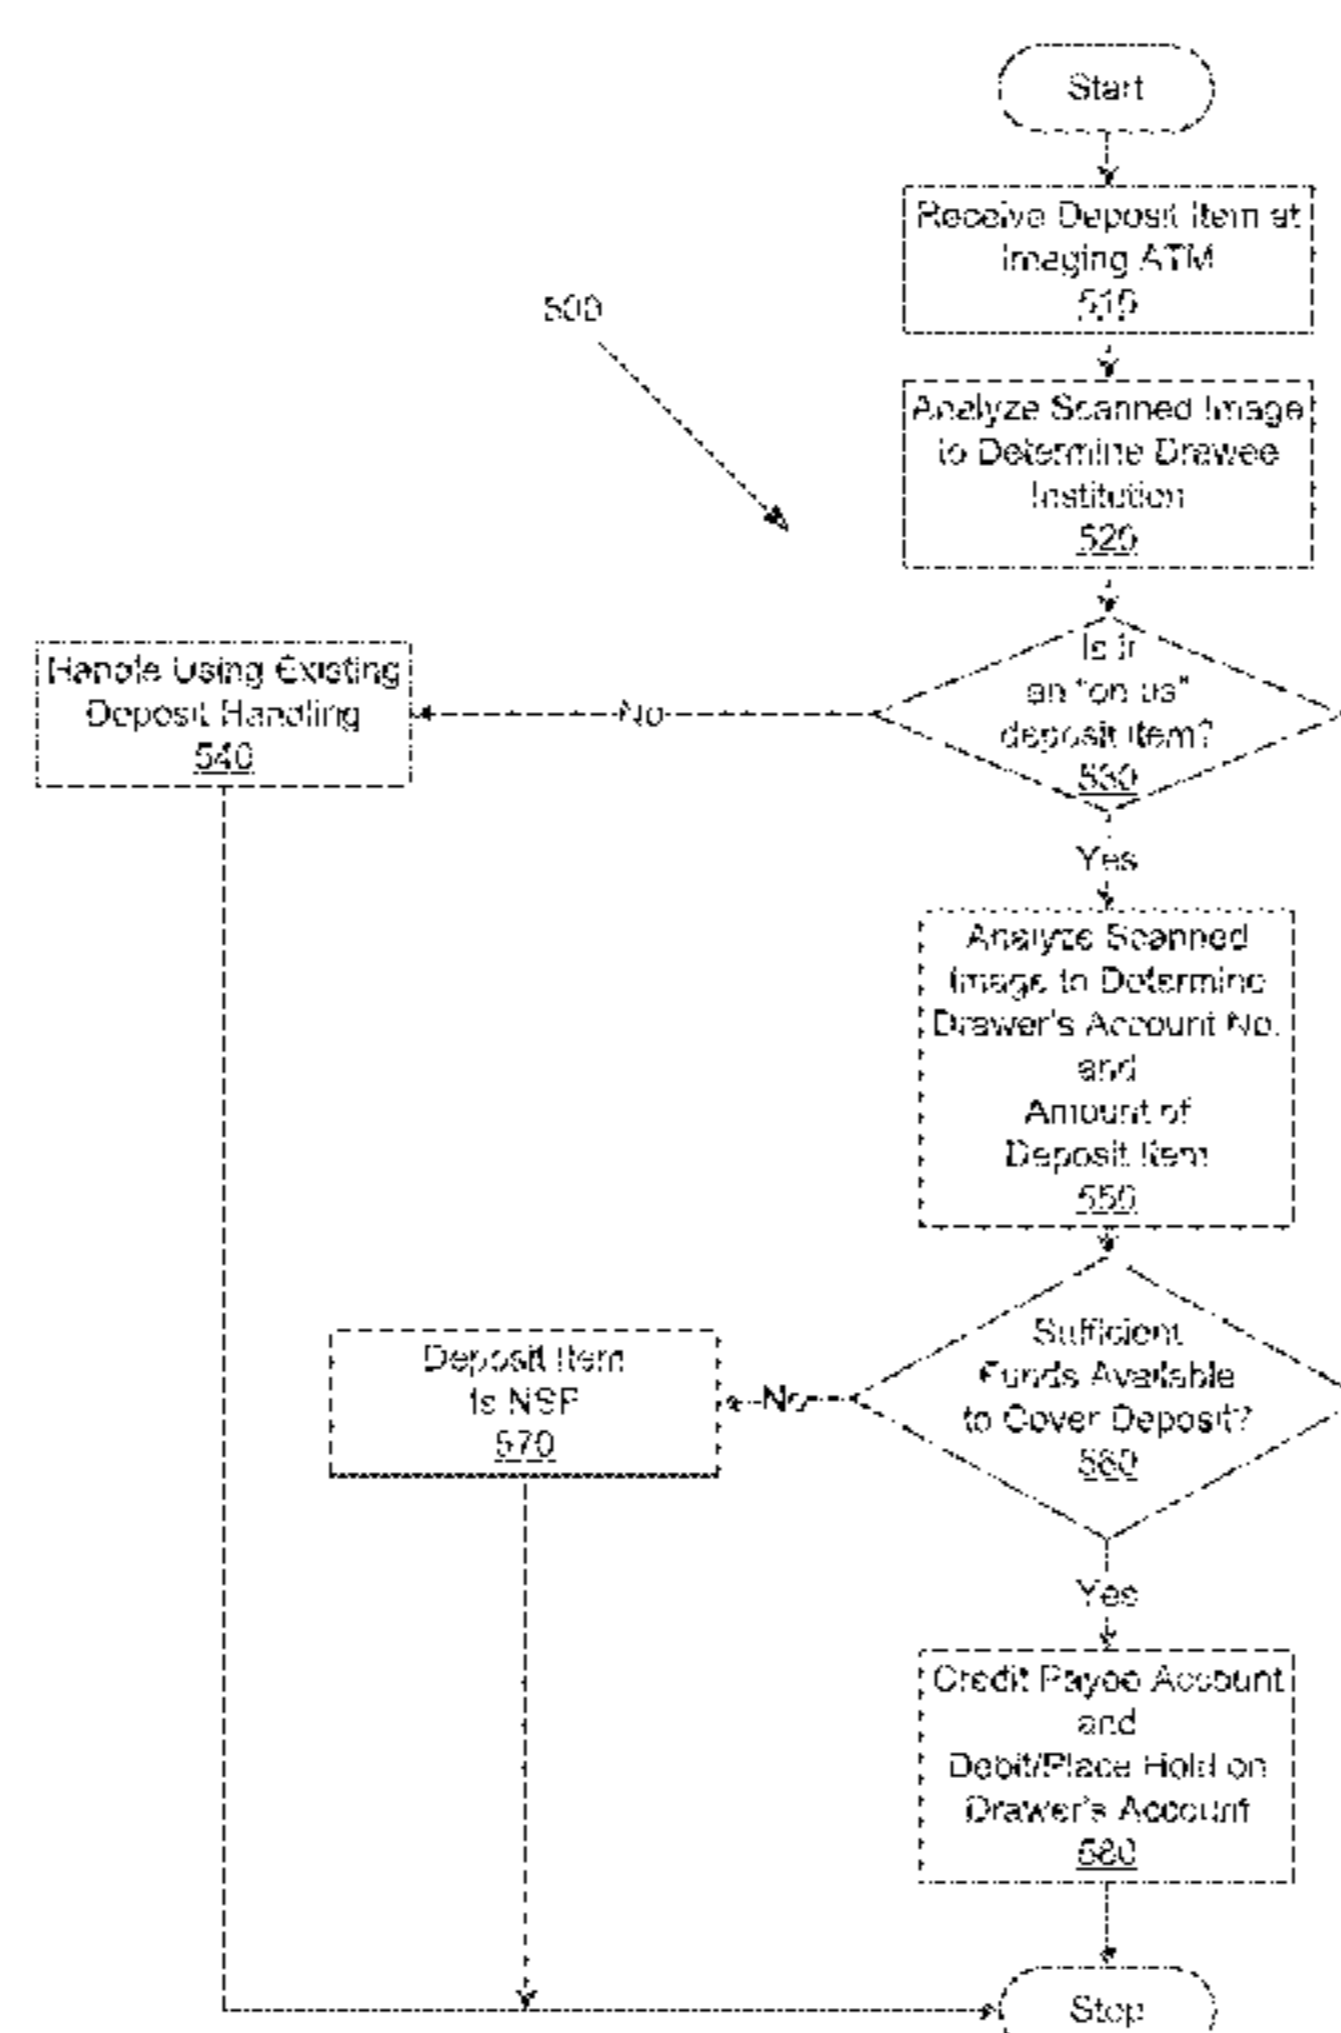 Start
Receive Deposit Item at
Imaging ATM
510
500
Analyze Scanned Image
to Determine Drawee
Institution
520
Is it
an "on us"
deposit item?
530
No
Handle Using Existing
Deposit Handling
540
Yes
Analyze Scanned
Image to Determine
Drawer's Account No.
and
Amount of
Deposit Item
550
Sufficient
Funds Available
to Cover Deposit?
560
No
Deposit Item
Is NSF
570
Yes
Credit Payee Account
and
Debit/Place Hold on
Drawer's Account
580
Stop